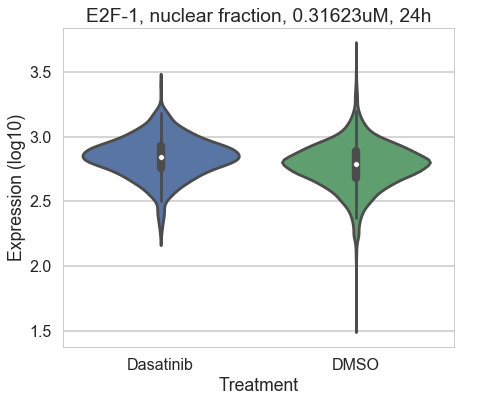 E2F-1, nuclear fraction, 0.31623uM, 24h
Expression (log10)
3.5
3.0
2.5
2.0
1.5
Dasatinib
DMSO
Treatment